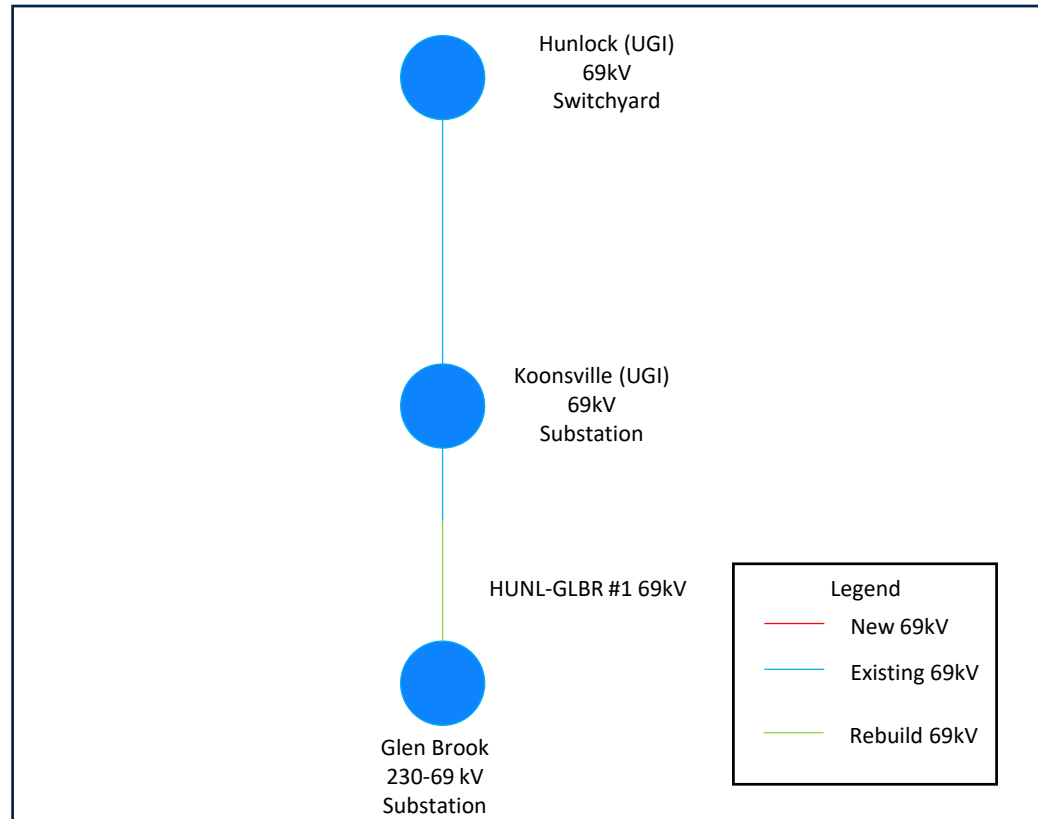 Hunlock (UGI)
69kV
Switchyard
Koonsville (UGI)
69kV
Substation
HUNL-GLBR #1 69kV
Glen Brook
230-69 kV
Substation
Legend
New 69kV
Existing 69kV
Rebuild 69kV